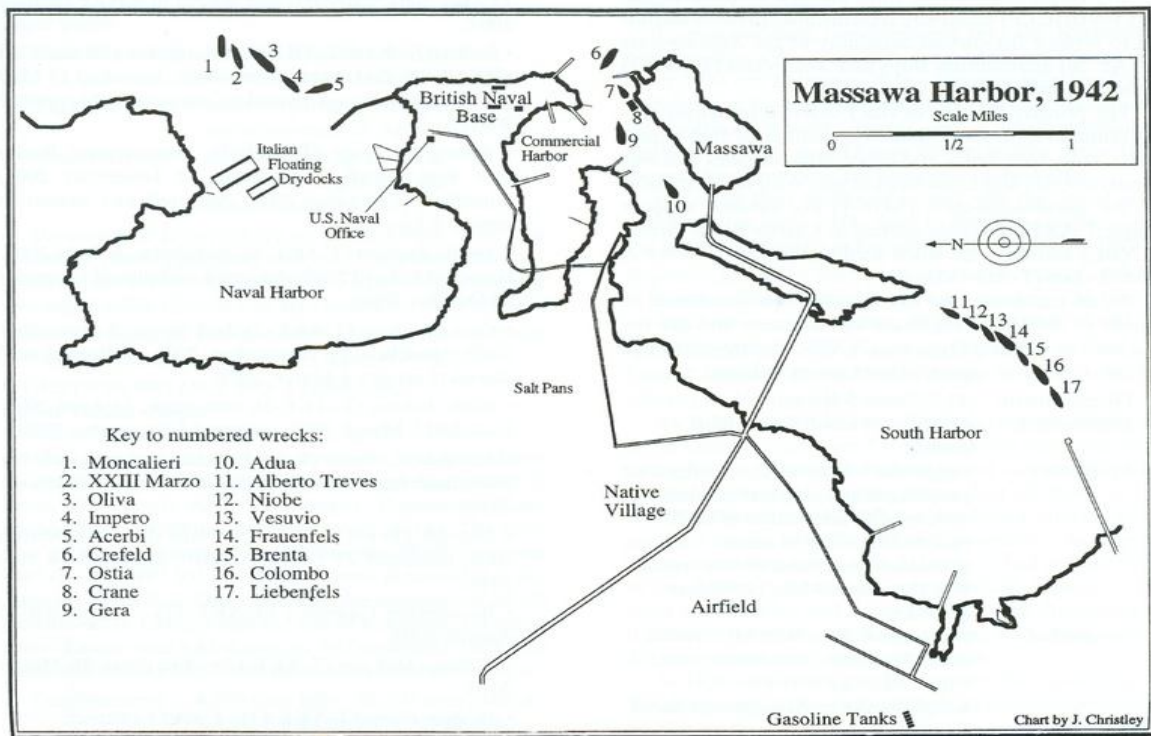 Massawa Harbor, 1942
Scale Miles
0 1/2 1
1
2
3
4
5
6
7
8
9
10
British Naval
Base
Commercial
Harbor
Massawa
Italian
Floating
Drydocks
U.S. Naval
Office
N
Naval Harbor
11
12
13
14
15
16
17
Salt Pans
South Harbor
Native
Village
Airfield
Gasoline Tanks
Key to numbered wrecks:
1. Moncalieri
2. XXIII Marzo
3. Oliva
4. Impero
5. Acerbi
6. Crefeld
7. Ostia
8. Crane
9. Gera
10. Adua
11. Alberto Treves
12. Niobe
13. Vesuvio
14. Frauenfels
15. Brenta
16. Colombo
17. Liebenfels
Chart by J. Christley